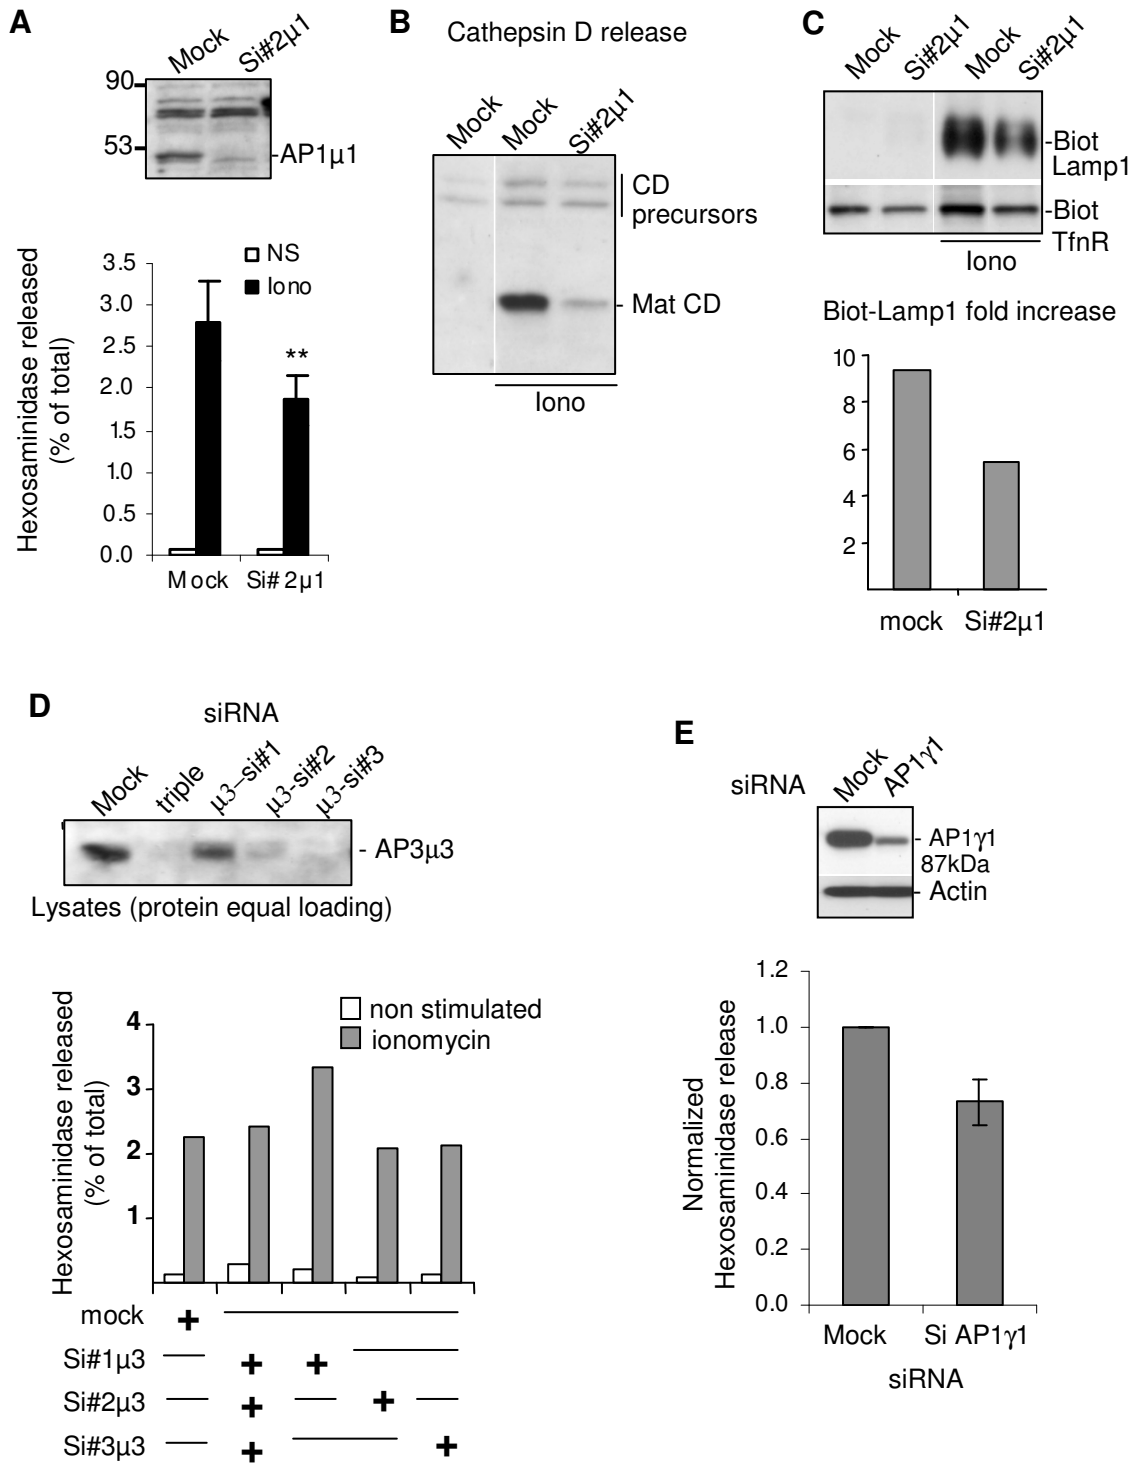 A
Mock Si#2µ1
90
53
-AP1µ1
NS
Iono
Hexosaminidase released
(% of total)
3.5
3.0
2.5
2.0
1.5
1.0
0.5
0.0
**
Mock Si#2µ1
B
Cathepsin D release
Mock Mock Si#2µ1
CD
precursors
- Mat CD
Iono
C
Mock Si#2µ1 Mock Si#2µ1
-Biot
Lamp1
-Biot
TfnR
Iono
Biot-Lamp1 fold increase
10
8
6
4
2
mock Si#2µ1
D
siRNA
Mock triple µ3–si#1 µ3-si#2 µ3-si#3
- AP3µ3
Lysates (protein equal loading)
non stimulated
ionomycin
Hexosaminidase released
(% of total)
4
3
2
1
mock +
Si#1µ3 + +
Si#2µ3 + +
Si#3µ3 + +
E
siRNA Mock AP1γ1
- AP1γ1
87kDa
- Actin
Normalized
Hexosaminidase release
1.2
1.0
0.8
0.6
0.4
0.2
0.0
Mock Si AP1γ1
siRNA